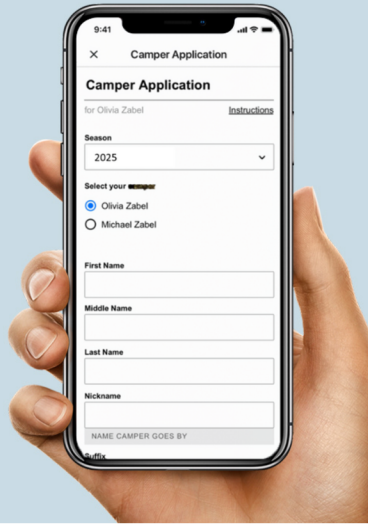 9:41
Camper Application
Camper Application
for Olivia Zabel
Instructions
Season
2025
Select your
Olivia Zabel
Michael Zabel
First Name
Middle Name
Last Name
Nickname
NAME CAMPER GOES BY
Suffix